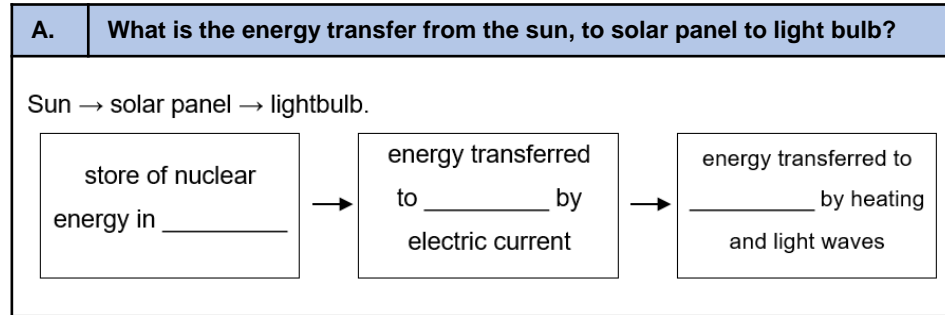 A. What is the energy transfer from the sun, to solar panel to light bulb?
Sun → solar panel → lightbulb.
store of nuclear
energy in _________
energy transferred
to _________ by
electric current
energy transferred to
_________ by heating
and light waves